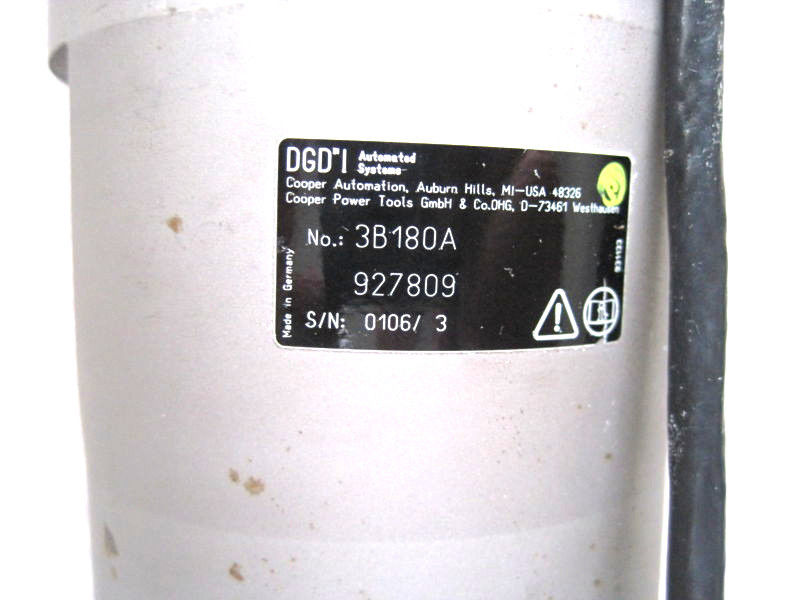 DGD"I Automated
Systems
Cooper Automation, Auburn Hills, MI-USA 48326
Cooper Power Tools GmbH & Co.OHG, D-73461 Westhausen
No.: 3B180A
927809
S/N: 0106/ 3
Made in Germany